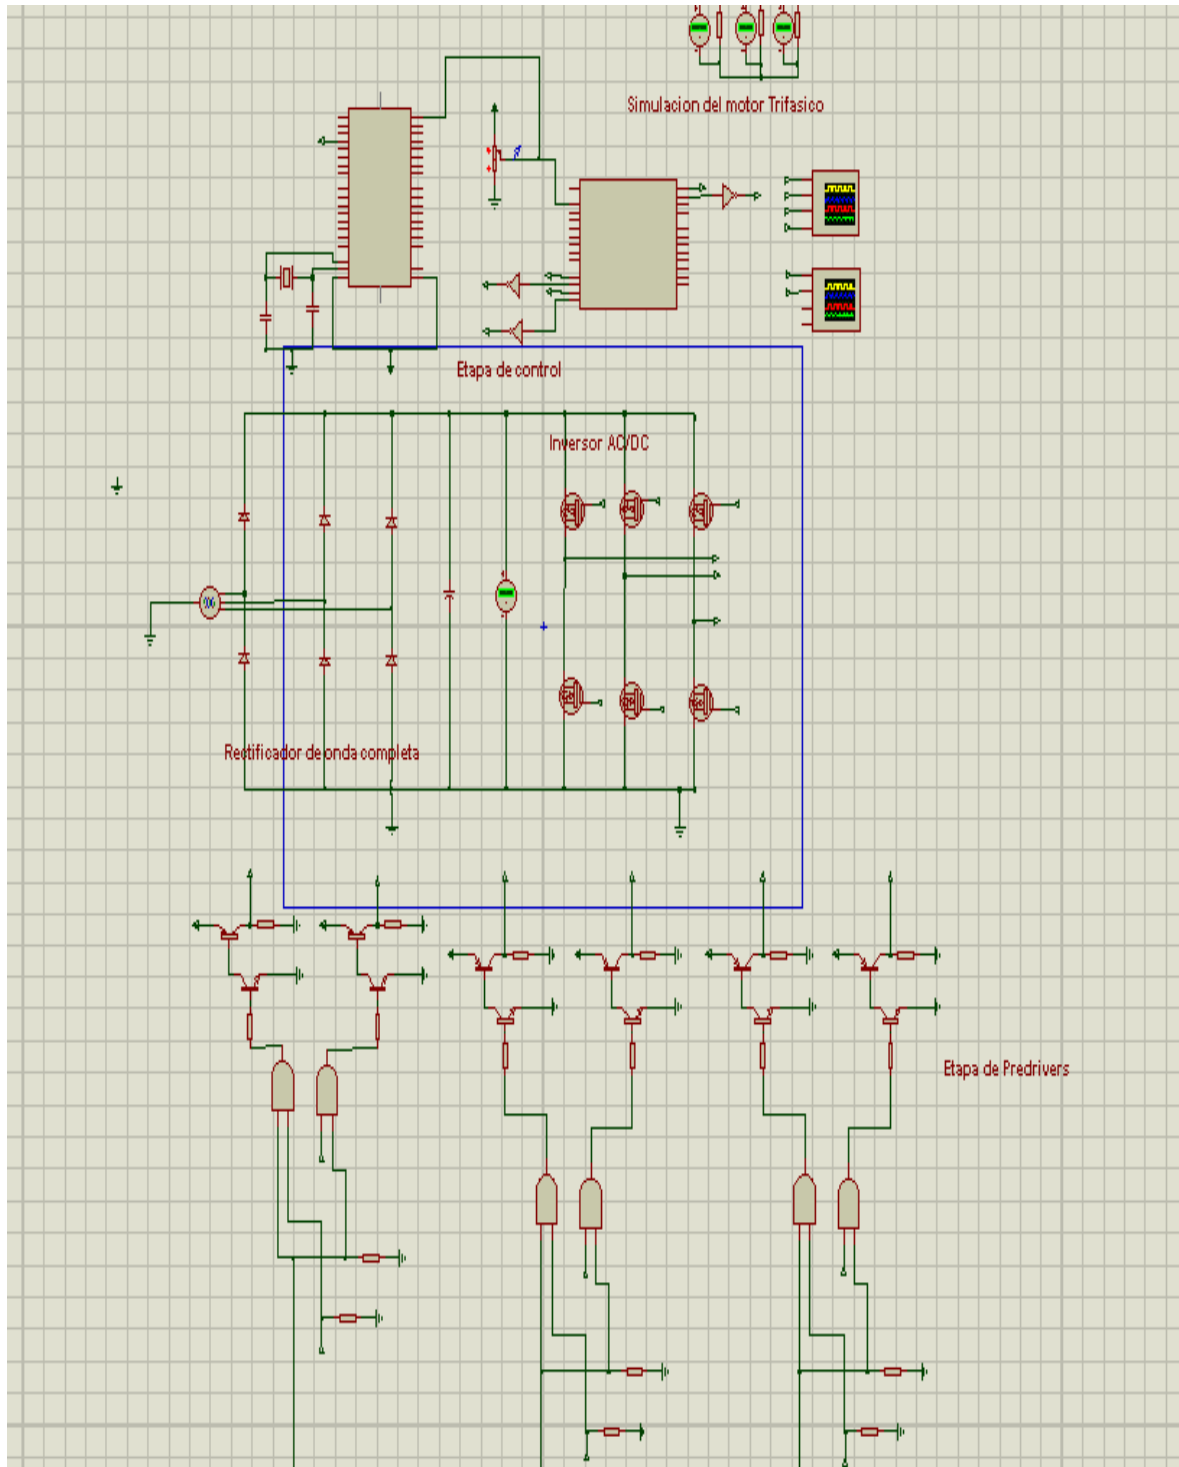 Simulacion del motor Trifasico
Etapa de control
Inversor AC/DC
Rectificador de onda completa
Etapa de Predrivers